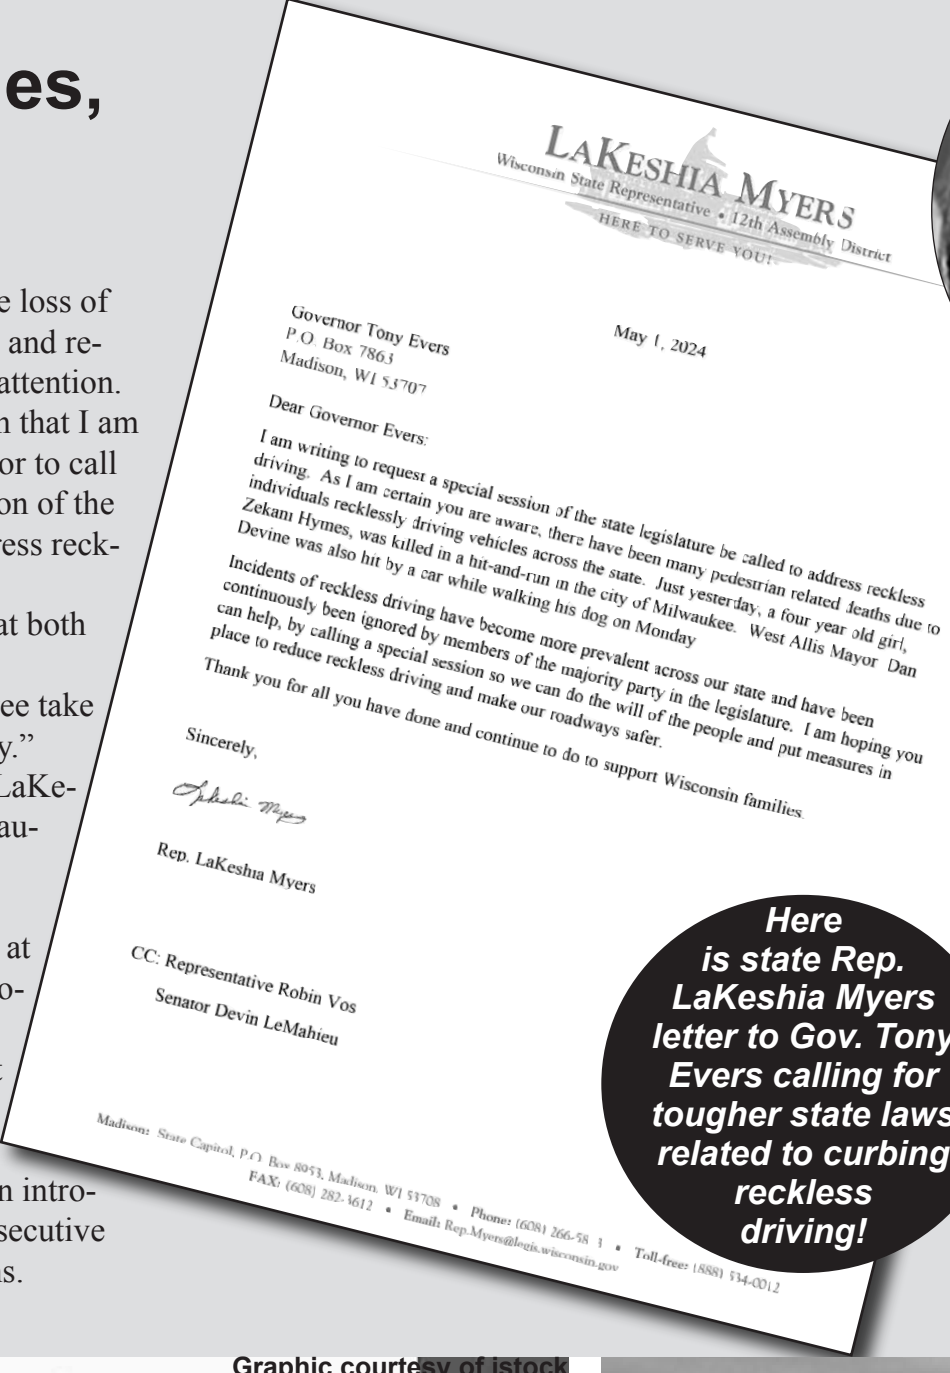 es,
e loss of
and re-
attention.
n that I am
or to call
on of the
ress reck-
at both
ee take
y.”
LaKe-
au-
at
o-
n intro-
secutive
s.
LAKESHIA MYERS
Wisconsin State Representative • 12th Assembly District
HERE TO SERVE YOU!
May 1, 2024
Governor Tony Evers
P.O. Box 7863
Madison, WI 53707
Dear Governor Evers:
I am writing to request a special session of the state legislature be called to address reckless
driving. As I am certain you are aware, there have been many pedestrian related deaths due to
individuals recklessly driving vehicles across the state. Just yesterday, a four year old girl,
Zekani Hymes, was killed in a hit-and-run in the city of Milwaukee. West Allis Mayor Dan
Devine was also hit by a car while walking his dog on Monday
Incidents of reckless driving have become more prevalent across our state and have been
continuously been ignored by members of the majority party in the legislature. I am hoping you
can help, by calling a special session so we can do the will of the people and put measures in
place to reduce reckless driving and make our roadways safer.
Thank you for all you have done and continue to do to support Wisconsin families.
Sincerely,
Lakeshia Myers
Rep. LaKeshia Myers
CC: Representative Robin Vos
Senator Devin LeMahieu
Madison: State Capitol, P.O. Box 8953, Madison, WI 53708 • Phone: (608) 266-58 3 • Toll-free: (888) 534-0012
FAX: (608) 282-3612 • Email: Rep.Myers@legis.wisconsin.gov
Here
is state Rep.
LaKeshia Myers
letter to Gov. Tony
Evers calling for
tougher state laws
related to curbing
reckless
driving!
Graphic courtesy of istock